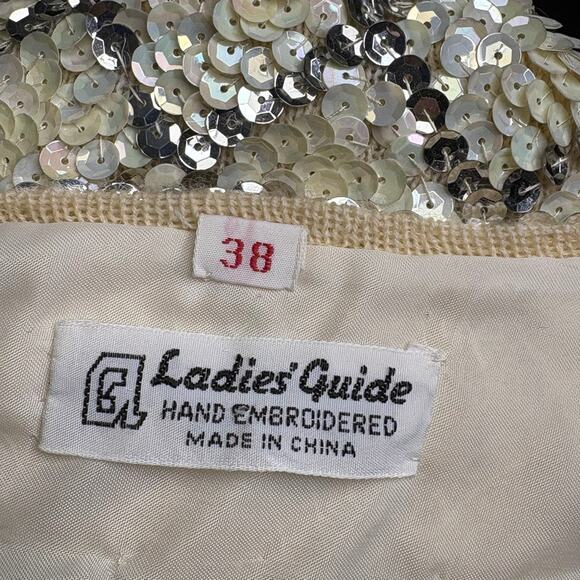 38
Ladies' Guide
HAND EMBROIDERED
MADE IN CHINA